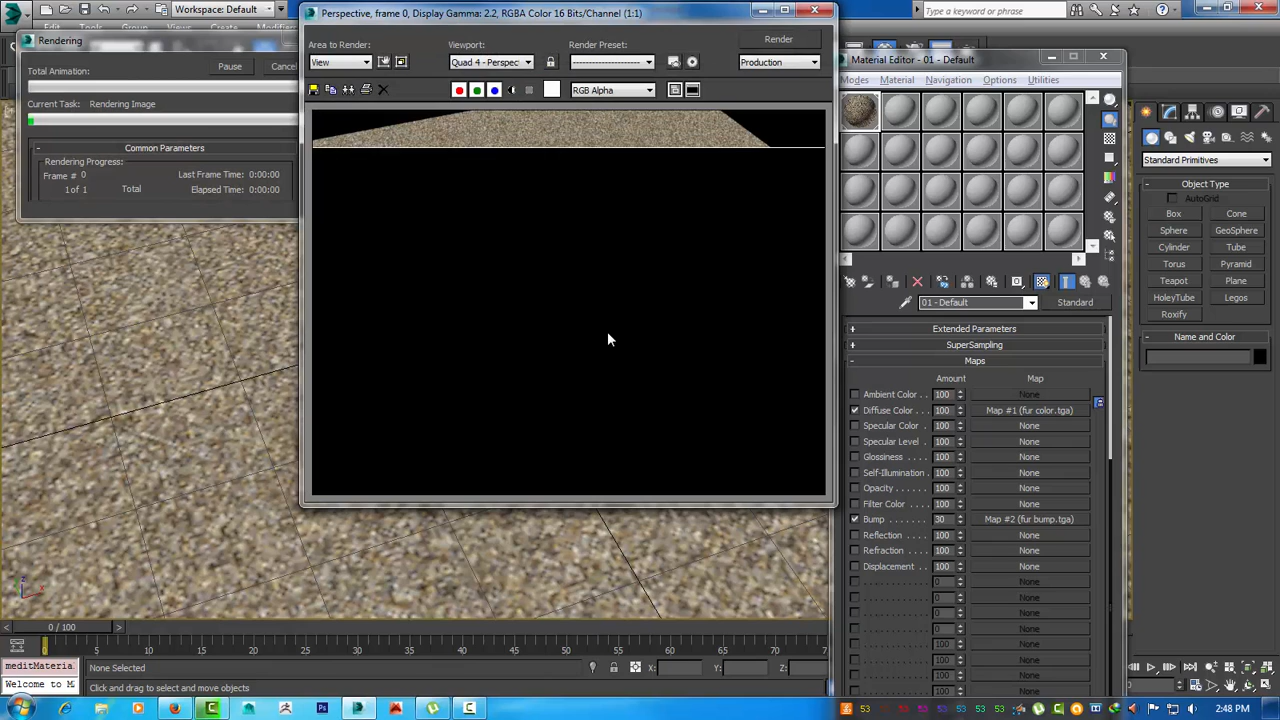 Workspace: Default
Type a keyword or phrase
Perspective, frame 0, Display Gamma: 2.2, RGBA Color 16 Bits/Channel (1:1)
Rendering
Total Animation:
Pause
Cancel
Current Task: Rendering Image
Common Parameters
Rendering Progress:
Frame # 0
Last Frame Time: 0:00:00
1 of 1
Total
Elapsed Time: 0:00:00
Area to Render:
Viewport:
Render Preset:
Render
View
Quad 4 - Perspec
Production
RGB Alpha
Material Editor - 01 - Default
Modes
Material
Navigation
Options
Utilities
01 - Default
Standard
Extended Parameters
SuperSampling
Maps
Amount
Map
Ambient Color . . 100 None
Diffuse Color . . . 100 Map #1 (fur color.tga)
Specular Color . . 100 None
Specular Level . 100 None
Glossiness . . . . 100 None
Self-Illumination 100 None
Opacity . . . . . 100 None
Filter Color . . . 100 None
Bump . . . . . . . 30 Map #2 (fur bump.tga)
Reflection . . . . 100 None
Refraction . . . . 100 None
Displacement . . 100 None
0 None
0 None
0 None
0 None
100 None
100 None
100 None
100 None
Standard Primitives
Object Type
AutoGrid
Box
Cone
Sphere
GeoSphere
Cylinder
Tube
Torus
Pyramid
Teapot
Plane
HoleyTube
Legos
Roxify
Name and Color
0 / 100
0 5 10 15 20 25 30 35 40 45 50 55 60 65 70
meditMateria
None Selected
X:
Y:
Z:
Welcome to M
Click and drag to select and move objects
53 53 53 53 53 53
2:48 PM